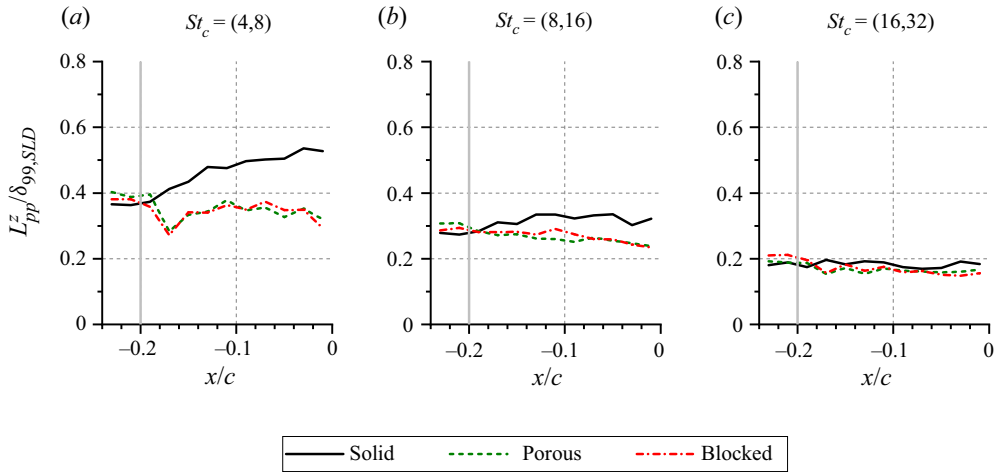 (a) St_c = (4,8) (b) St_c = (8,16) (c) St_c = (16,32)
0.8 0.8 0.8
0.6 0.6 0.6
0.4 0.4 0.4
0.2 0.2 0.2
0 0 0
L^z_pp/δ_99,SLD
–0.2 –0.1 0 –0.2 –0.1 0 –0.2 –0.1 0
x/c x/c x/c
Solid Porous Blocked